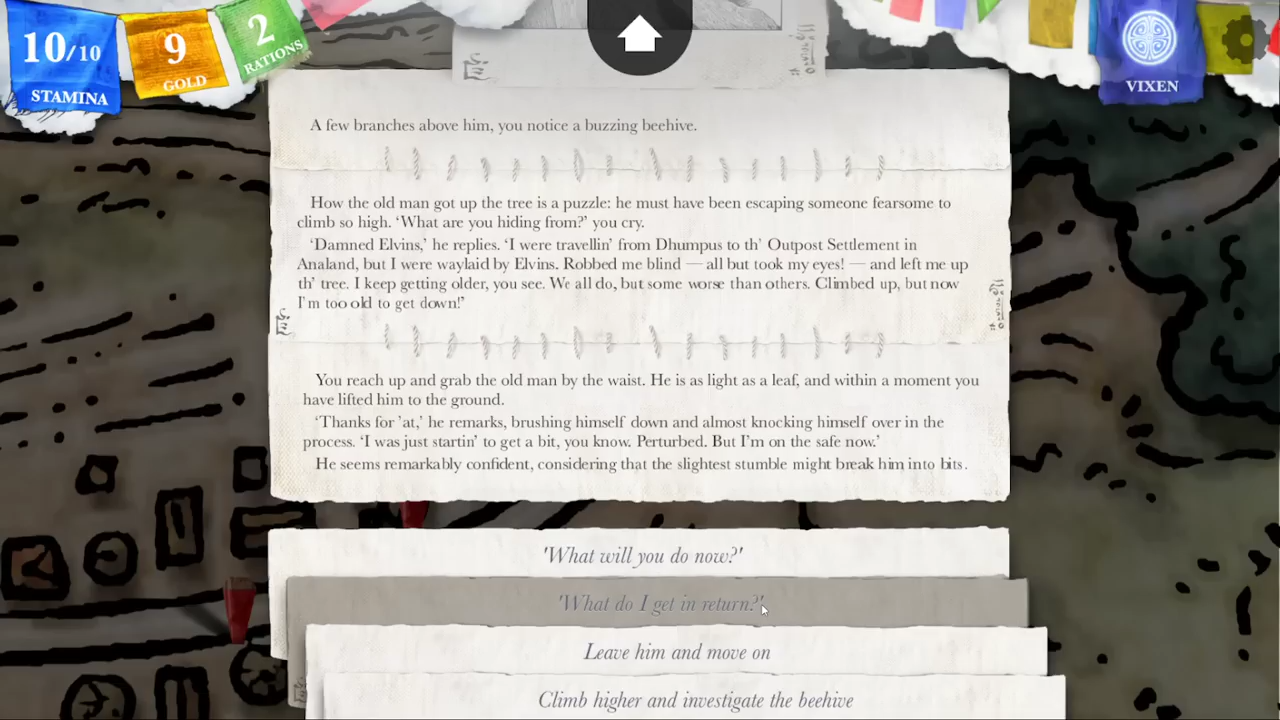 10/10
STAMINA
9
GOLD
2
RATIONS
VIXEN
A few branches above him, you notice a buzzing beehive.
How the old man got up the tree is a puzzle: he must have been escaping someone fearsome to
climb so high. ‘What are you hiding from?’ you cry.
‘Damned Elvins,’ he replies. ‘I were travellin’ from Dhumpus to th’ Outpost Settlement in
Analand, but I were waylaid by Elvins. Robbed me blind — all but took my eyes! — and left me up
th’ tree. I keep getting older, you see. We all do, but some worse than others. Climbed up, but now
I’m too old to get down!’
You reach up and grab the old man by the waist. He is as light as a leaf, and within a moment you
have lifted him to the ground.
‘Thanks for ’at,’ he remarks, brushing himself down and almost knocking himself over in the
process. ‘I was just startin’ to get a bit, you know. Perturbed. But I’m on the safe now.’
He seems remarkably confident, considering that the slightest stumble might break him into bits.
'What will you do now?'
'What do I get in return?'
Leave him and move on
Climb higher and investigate the beehive